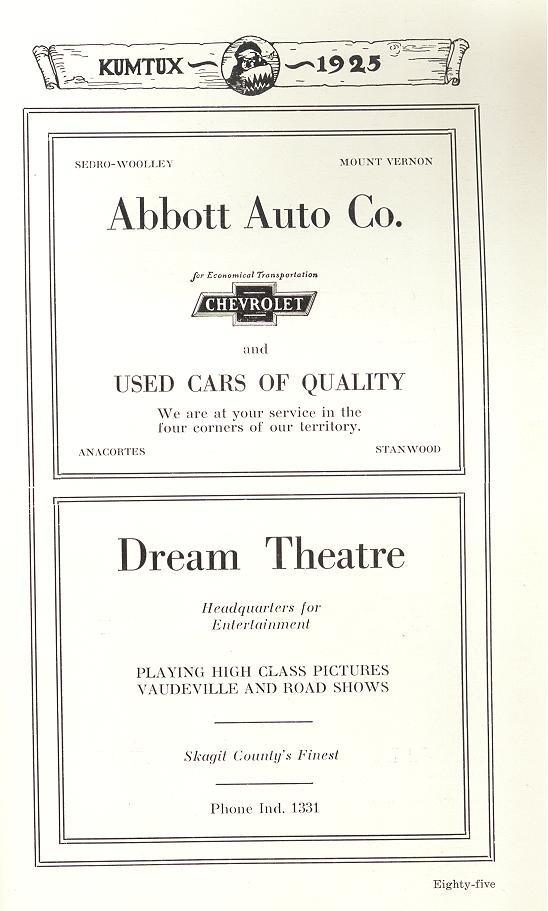 KUMTUX 1925
SEDRO-WOOLLEY MOUNT VERNON
Abbott Auto Co.
for Economical Transportation
CHEVROLET
and
USED CARS OF QUALITY
We are at your service in the
four corners of our territory.
ANACORTES STANWOOD
Dream Theatre
Headquarters for
Entertainment
PLAYING HIGH CLASS PICTURES
VAUDEVILLE AND ROAD SHOWS
Skagit County's Finest
Phone Ind. 1331
Eighty-five